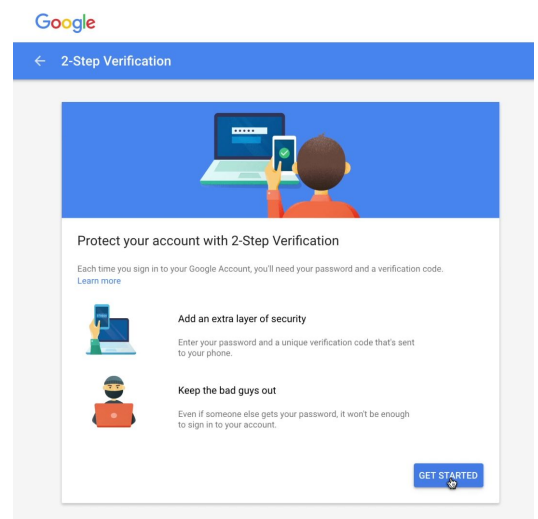 Google
2-Step Verification
Protect your account with 2-Step Verification
Each time you sign in to your Google Account, you'll need your password and a verification code.
Learn more
Add an extra layer of security
Enter your password and a unique verification code that's sent
to your phone.
Keep the bad guys out
Even if someone else gets your password, it won't be enough
to sign in to your account.
GET STARTED